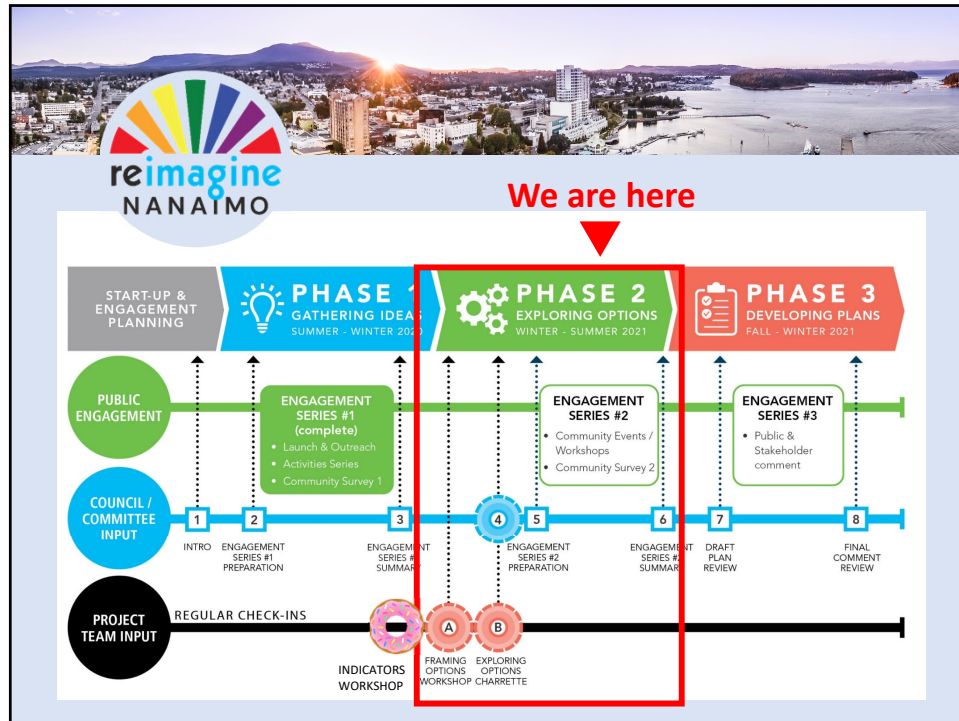 reimagine
NANAIMO
We are here
START-UP &
ENGAGEMENT
PLANNING
PHASE 1
GATHERING IDEAS
SUMMER - WINTER 2020
PHASE 2
EXPLORING OPTIONS
WINTER - SUMMER 2021
PHASE 3
DEVELOPING PLANS
FALL - WINTER 2021
PUBLIC
ENGAGEMENT
ENGAGEMENT
SERIES #1
(complete)
• Launch & Outreach
• Activities Series
• Community Survey 1
ENGAGEMENT
SERIES #2
• Community Events /
Workshops
• Community Survey 2
ENGAGEMENT
SERIES #3
• Public &
Stakeholder
comment
COUNCIL /
COMMITTEE
INPUT
1
INTRO
2
ENGAGEMENT
SERIES #1
PREPARATION
3
ENGAGEMENT
SERIES #1
SUMMARY
4
5
ENGAGEMENT
SERIES #2
PREPARATION
6
ENGAGEMENT
SERIES #2
SUMMARY
7
DRAFT
PLAN
REVIEW
8
FINAL
COMMENT
REVIEW
PROJECT
TEAM INPUT
REGULAR CHECK-INS
INDICATORS
WORKSHOP
A
FRAMING
OPTIONS
WORKSHOP
B
EXPLORING
OPTIONS
CHARRETTE